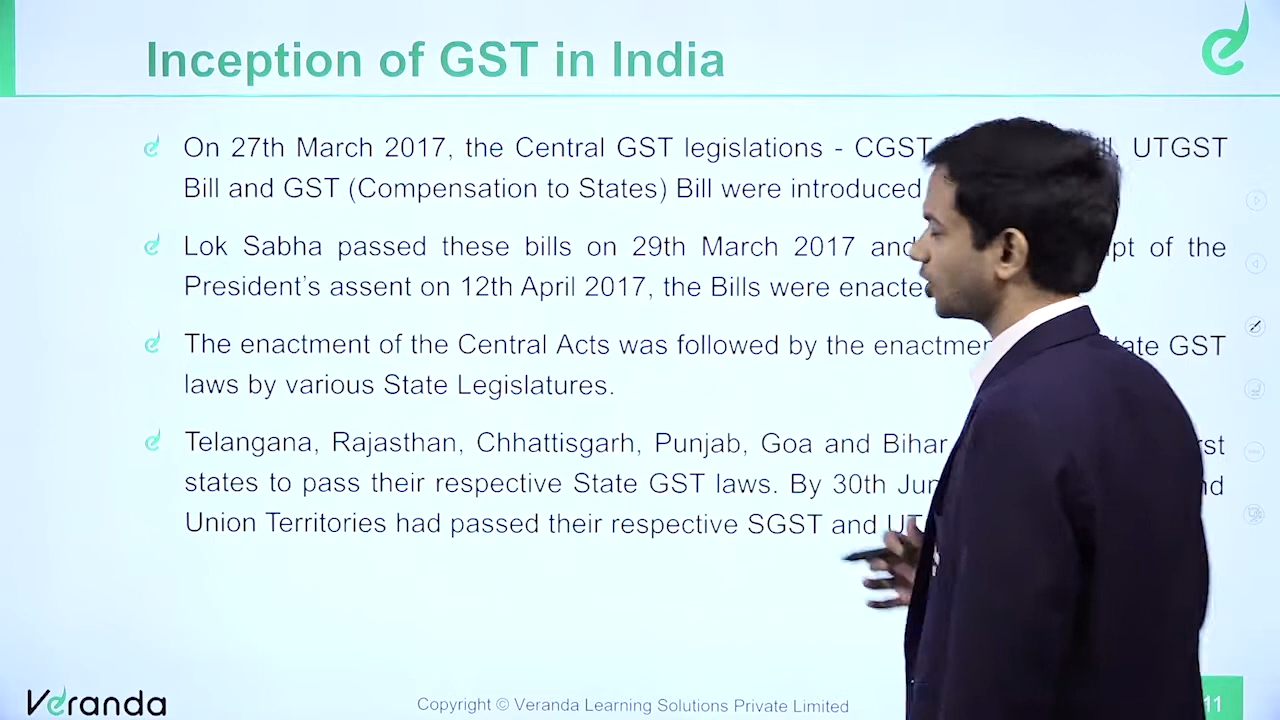 Inception of GST in India
On 27th March 2017, the Central GST legislations - CGST UTGST
Bill and GST (Compensation to States) Bill were introduced
Lok Sabha passed these bills on 29th March 2017 and of the
President's assent on 12th April 2017, the Bills were
The enactment of the Central Acts was followed by the GST
laws by various State Legislatures.
Telangana, Rajasthan, Chhattisgarh, Punjab, Goa and Bihar
states to pass their respective State GST laws. By 30th
Union Territories had passed their respective SGST and
Veranda
Copyright © Veranda Learning Solutions Private Limited
11